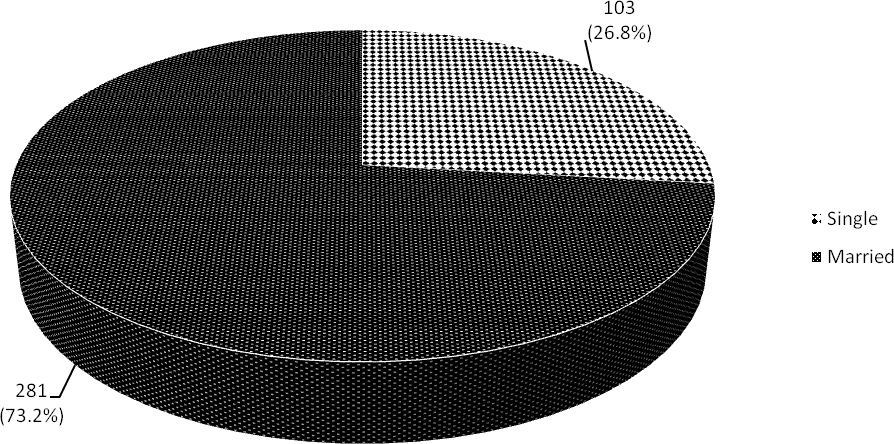 103
(26.8%)
Single
Married
281
(73.2%)